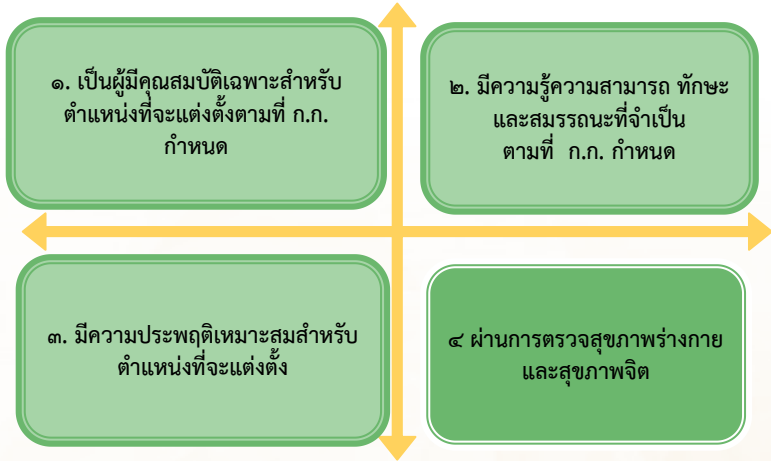 ๑. เป็นผู้มีคุณสมบัติเฉพาะสำหรับ
ตำแหน่งที่จะแต่งตั้งตามที่ ก.ก.
กำหนด
๒. มีความรู้ความสามารถ ทักษะ
และสมรรถนะที่จำเป็น
ตามที่ ก.ก. กำหนด
๓. มีความประพฤติเหมาะสมสำหรับ
ตำแหน่งที่จะแต่งตั้ง
๔ ผ่านการตรวจสุขภาพร่างกาย
และสุขภาพจิต